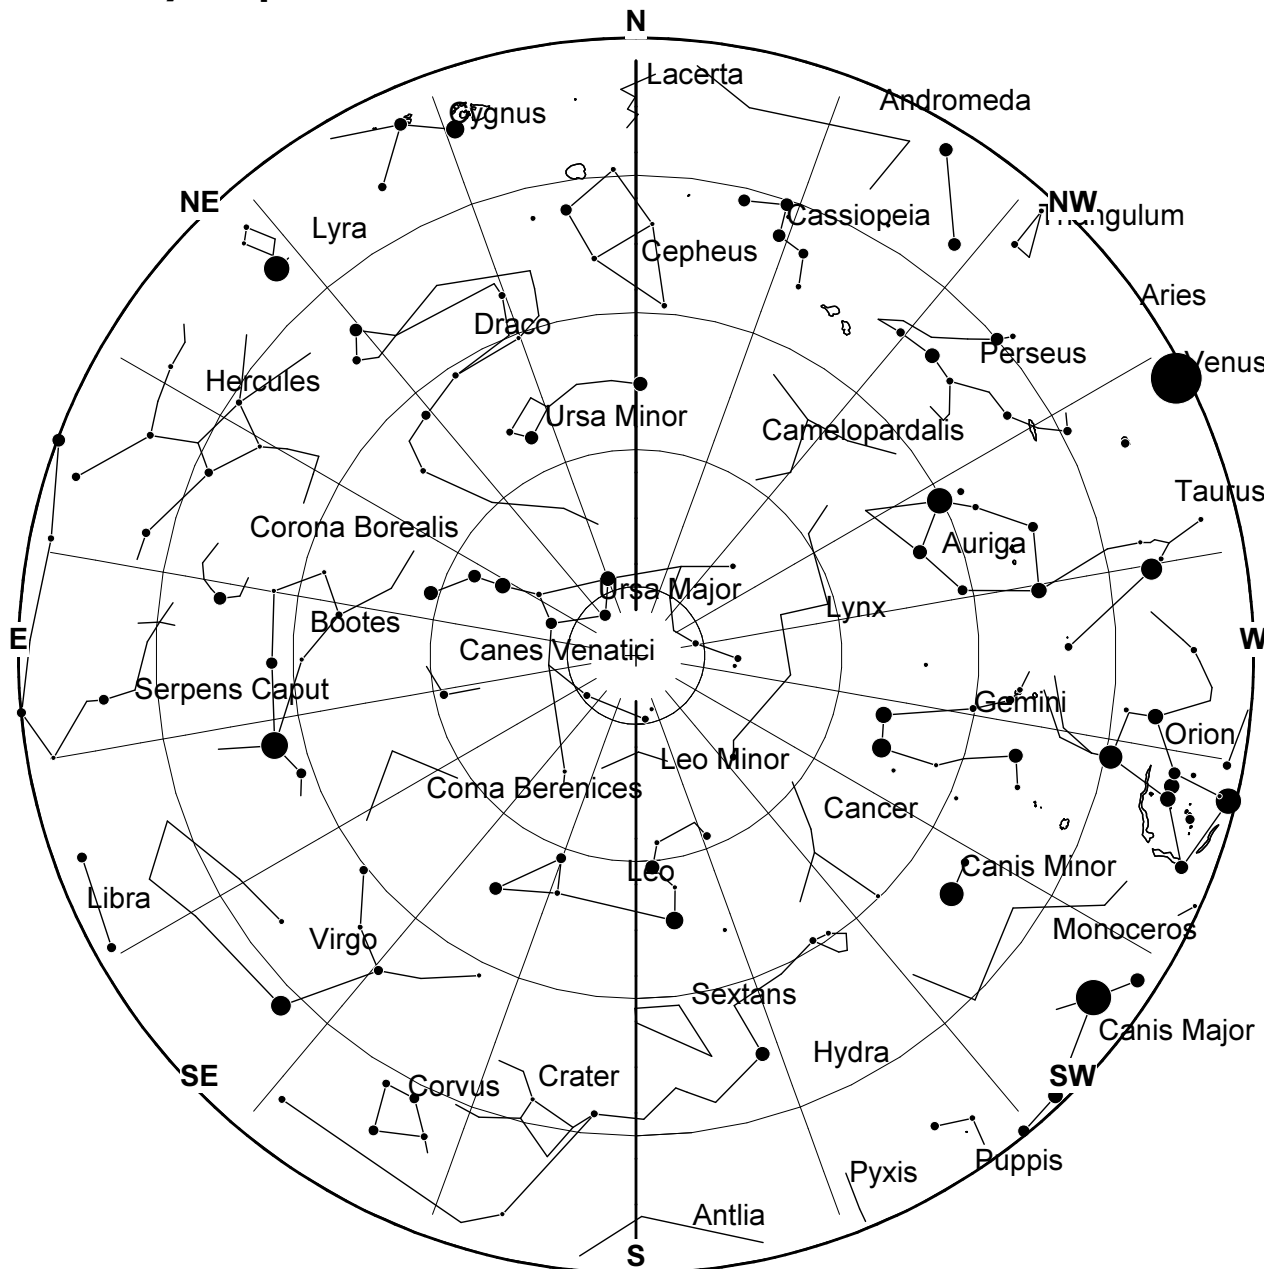 N
Lacerta
Andromeda
Cygnus
NE
NW
Triangulum
Cassiopeia
Lyra
Cepheus
Aries
Draco
Perseus
Venus
Hercules
Ursa Minor
Camelopardalis
Taurus
Corona Borealis
Auriga
Ursa Major
Lynx
Bootes
E
W
Canes Venatici
Serpens Caput
Gemini
Orion
Leo Minor
Coma Berenices
Cancer
Leo
Canis Minor
Libra
Virgo
Monoceros
Sextans
Canis Major
Hydra
SE
SW
Corvus
Crater
Puppis
Pyxis
Antlia
S